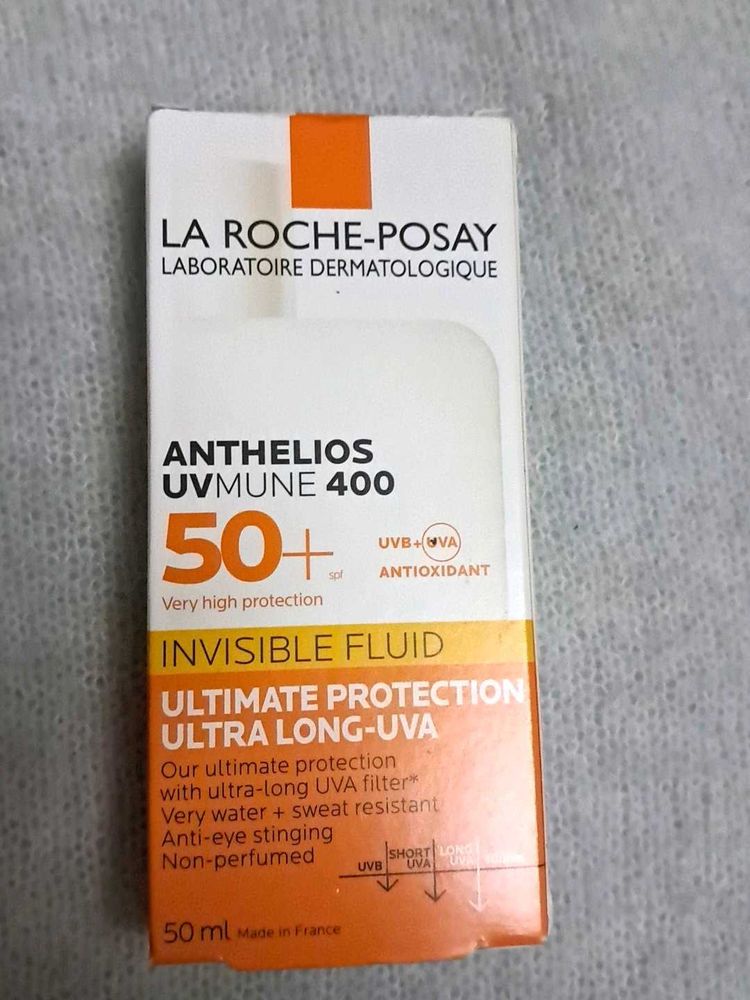 LA ROCHE-POSAY
LABORATOIRE DERMATOLOGIQUE
ANTHELIOS
UVMUNE 400
50+
spf
UVB+UVA
ANTIOXIDANT
Very high protection
INVISIBLE FLUID
ULTIMATE PROTECTION
ULTRA LONG-UVA
Our ultimate protection
with ultra-long UVA filter*
Very water + sweat resistant
Anti-eye stinging
Non-perfumed
UVB
SHORT
UVA
LONG
UVA
50 ml Made in France